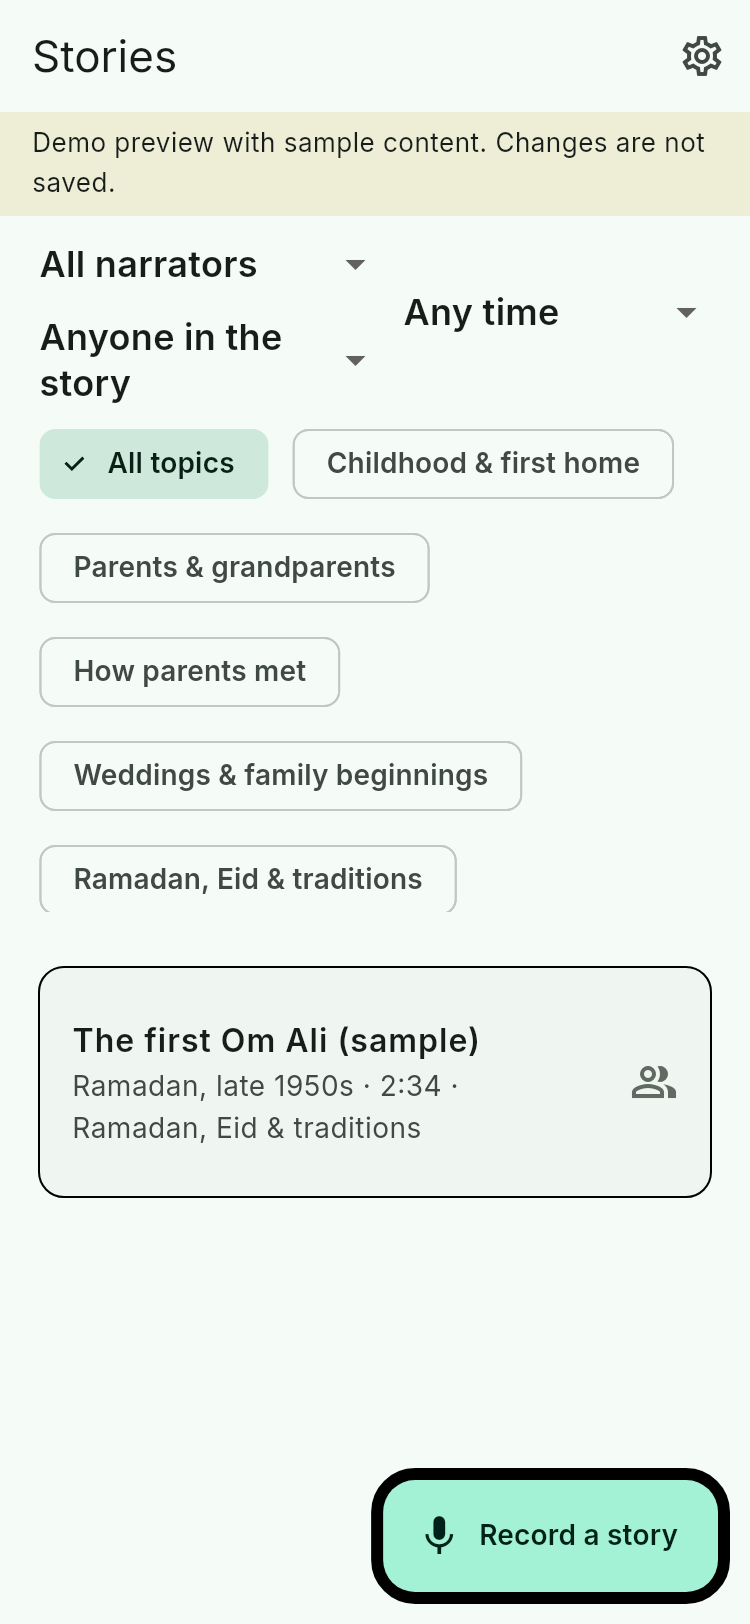 Stories
Demo preview with sample content. Changes are not
saved.
All narrators
Any time
Anyone in the
story
All topics
Childhood & first home
Parents & grandparents
How parents met
Weddings & family beginnings
Ramadan, Eid & traditions
The first Om Ali (sample)
Ramadan, late 1950s · 2:34 ·
Ramadan, Eid & traditions
Record a story